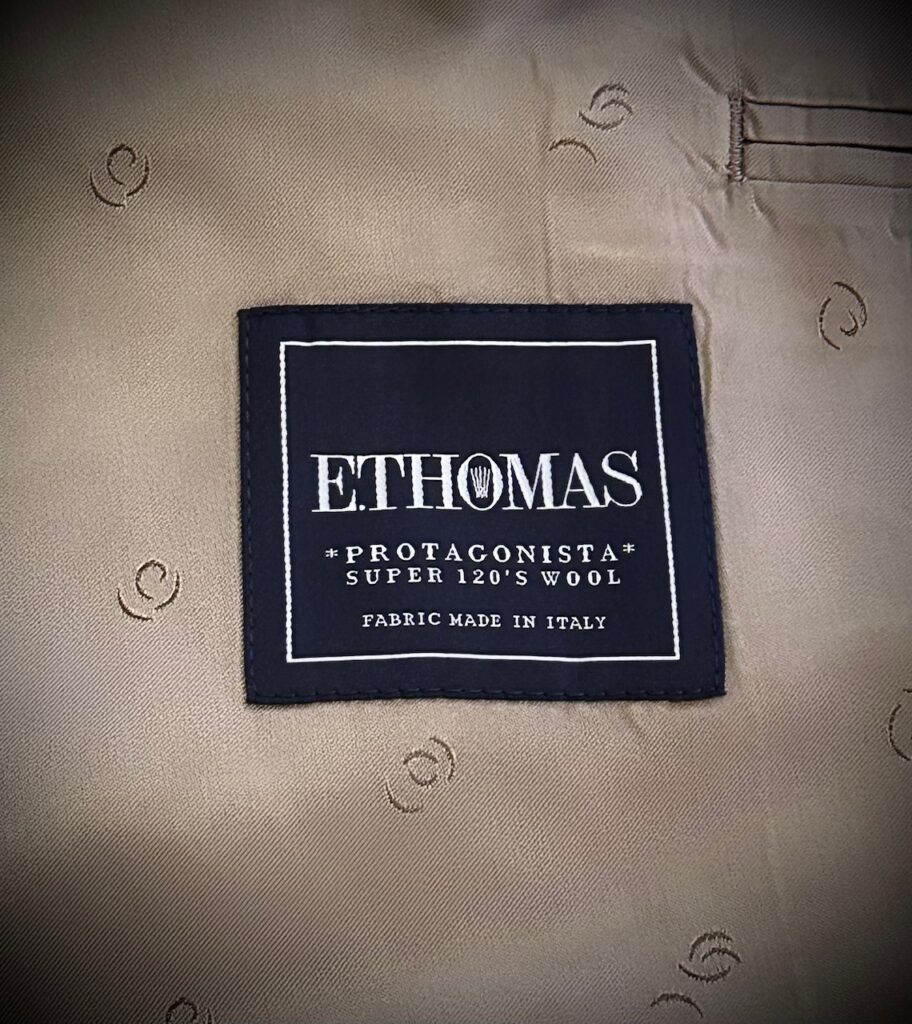 E.THOMAS
*PROTAGONISTA*
SUPER 120'S WOOL
FABRIC MADE IN ITALY